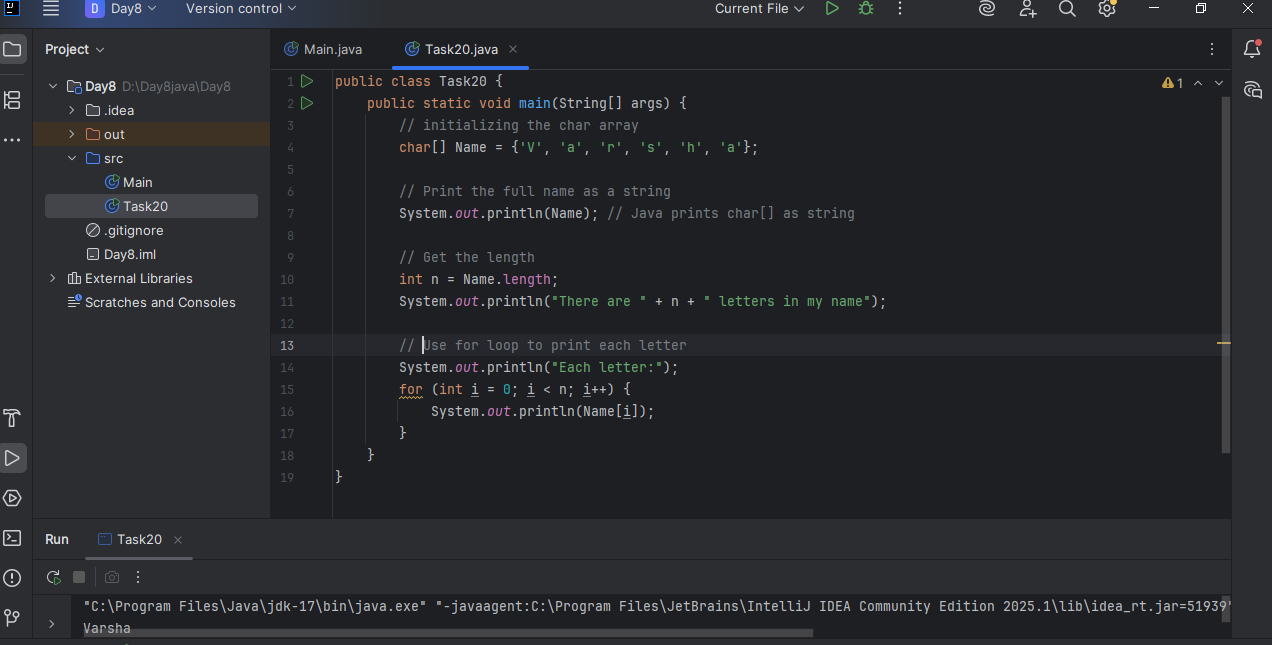 D Day8 Version control Current File
Project
Main.java Task20.java
Day8 D:\Day8java\Day8
.idea
out
src
Main
Task20
.gitignore
Day8.iml
External Libraries
Scratches and Consoles
1 public class Task20 {
2 public static void main(String[] args) {
3 // initializing the char array
4 char[] Name = {'V', 'a', 'r', 's', 'h', 'a'};
5
6 // Print the full name as a string
7 System.out.println(Name); // Java prints char[] as string
8
9 // Get the length
10 int n = Name.length;
11 System.out.println("There are " + n + " letters in my name");
12
13 // Use for loop to print each letter
14 System.out.println("Each letter:");
15 for (int i = 0; i < n; i++) {
16 System.out.println(Name[i]);
17 }
18 }
19 }
1
Run Task20
"C:\Program Files\Java\jdk-17\bin\java.exe" "-javaagent:C:\Program Files\JetBrains\IntelliJ IDEA Community Edition 2025.1\lib\idea_rt.jar=51939"
Varsha